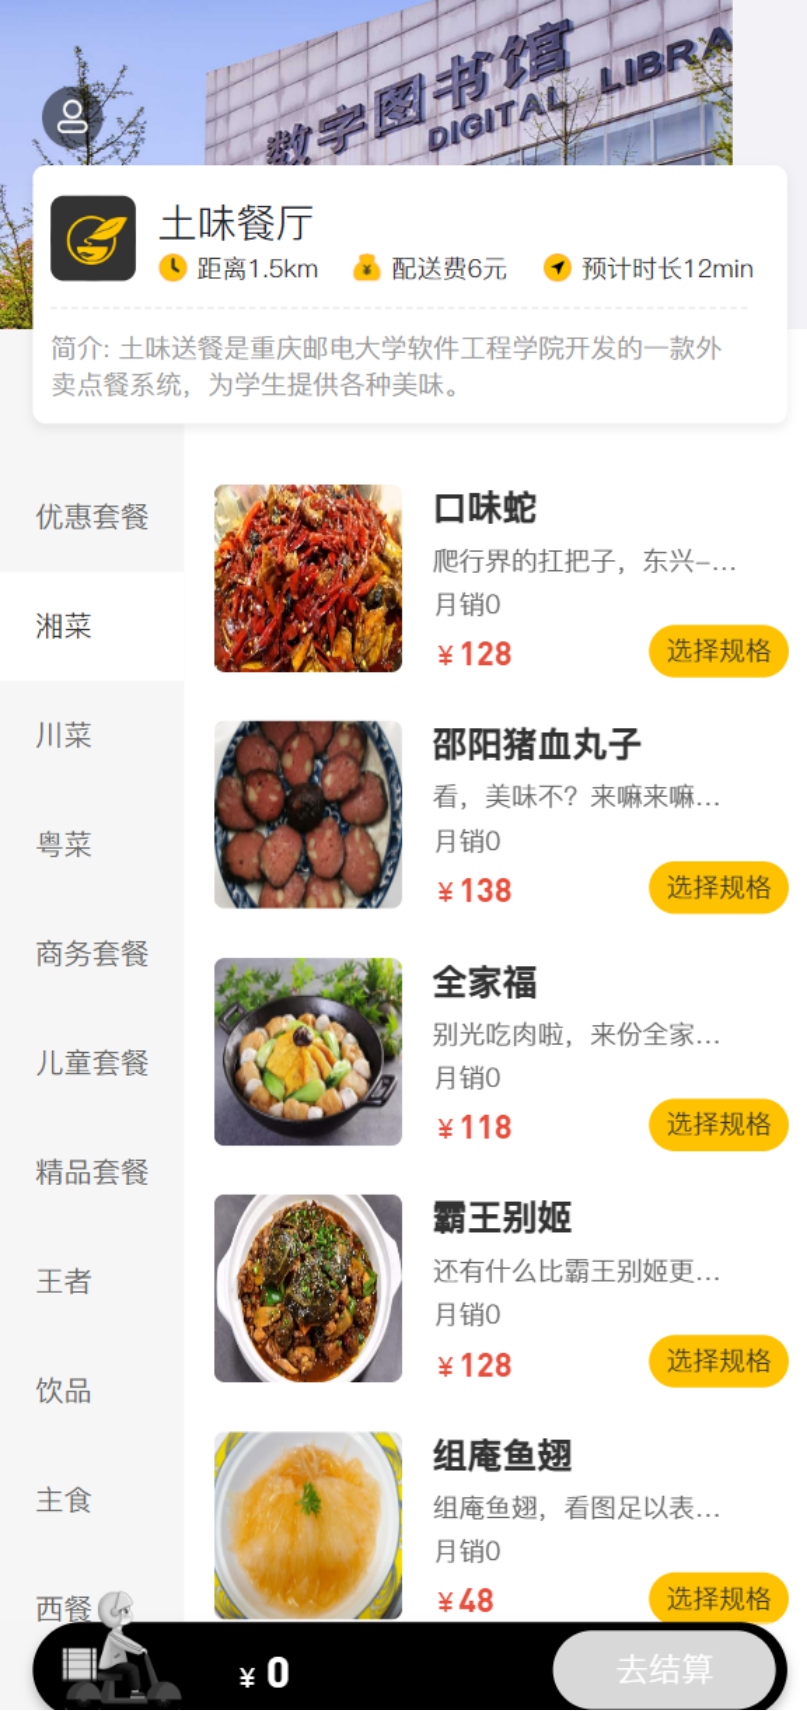 数字图书馆
DIGITAL LIBRA
土味餐厅
距离1.5km 配送费6元 预计时长12min
简介: 土味送餐是重庆邮电大学软件工程学院开发的一款外
卖点餐系统，为学生提供各种美味。
优惠套餐
湘菜
川菜
粤菜
商务套餐
儿童套餐
精品套餐
王者
饮品
主食
西餐
口味蛇
爬行界的扛把子，东兴-...
月销0
¥128 选择规格
邵阳猪血丸子
看，美味不？来嘛来嘛...
月销0
¥138 选择规格
全家福
别光吃肉啦，来份全家...
月销0
¥118 选择规格
霸王别姬
还有什么比霸王别姬更...
月销0
¥128 选择规格
组庵鱼翅
组庵鱼翅，看图足以表...
月销0
¥48 选择规格
¥ 0 去结算